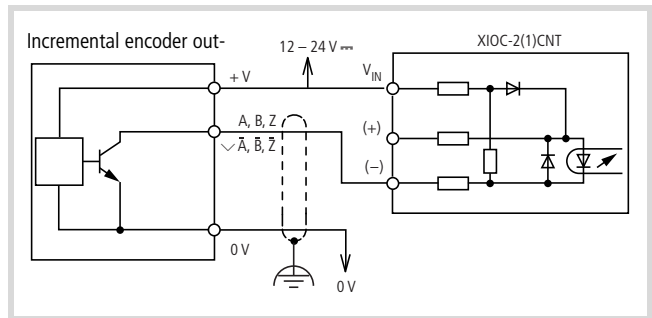 Incremental encoder out-
12 – 24 V ⎓
XIOC-2(1)CNT
+ V
V_IN
A, B, Z
∨ A̅, B̅, Z̅
(+)
(–)
0 V
0 V